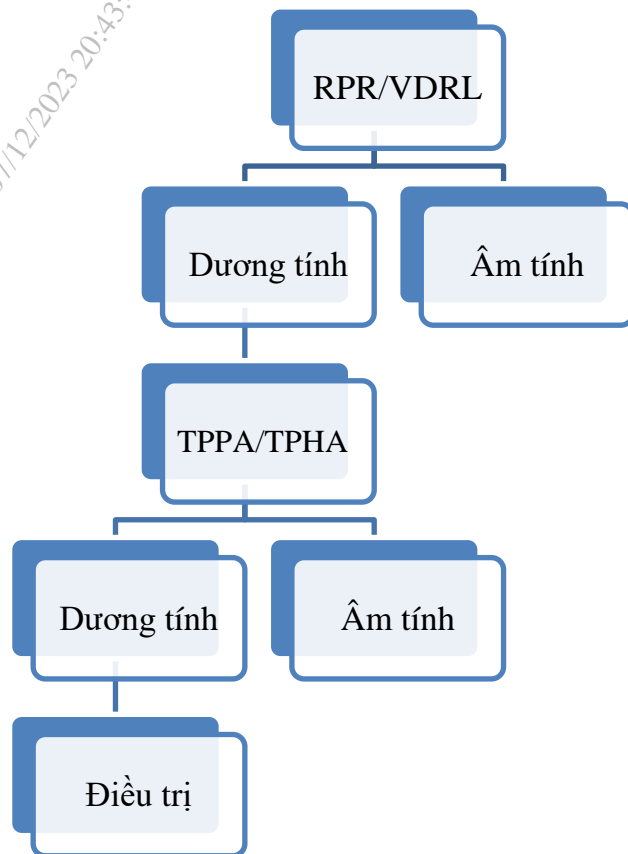 RPR/VDRL
Dương tính
Âm tính
TPPA/TPHA
Dương tính
Âm tính
Điều trị